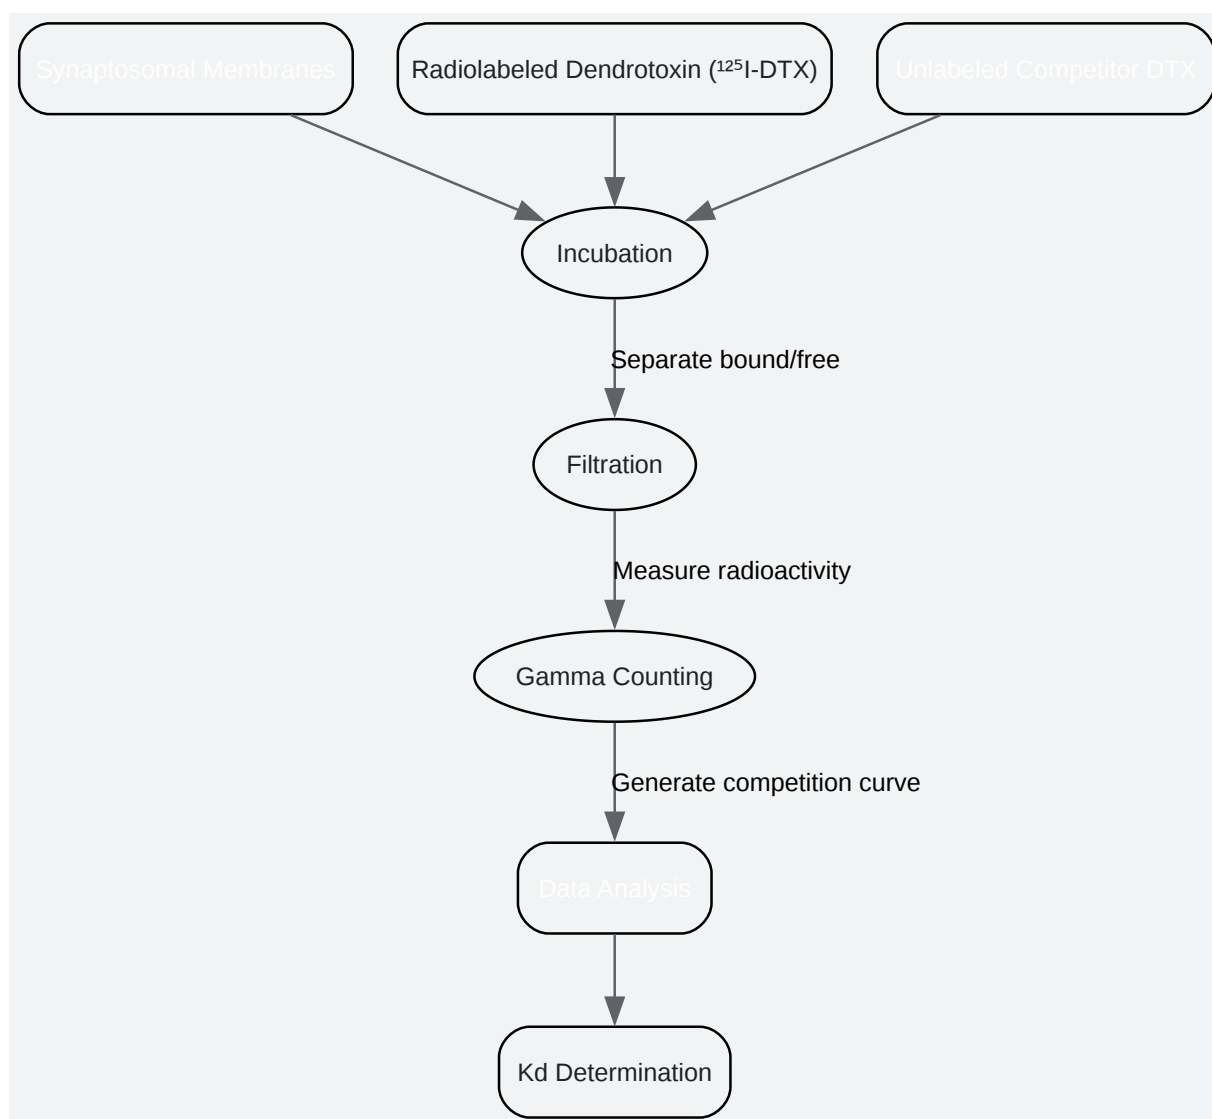 Synaptosomal Membranes
Radiolabeled Dendrotoxin (¹²⁵I-DTX)
Unlabeled Competitor DTX
Incubation
Separate bound/free
Filtration
Measure radioactivity
Gamma Counting
Generate competition curve
Data Analysis
Kd Determination